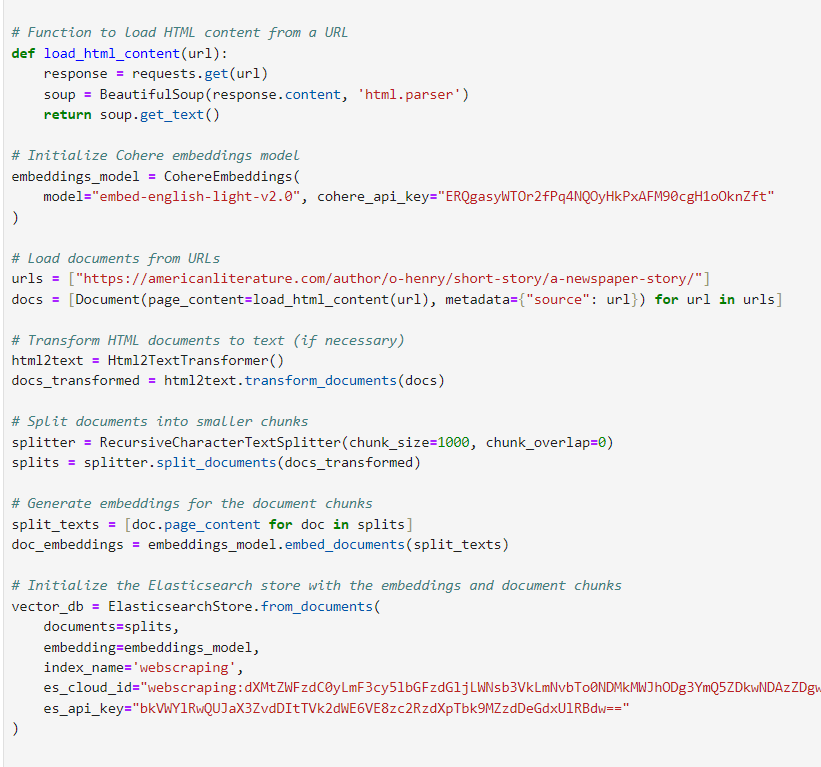 # Function to load HTML content from a URL
def load_html_content(url):
response = requests.get(url)
soup = BeautifulSoup(response.content, 'html.parser')
return soup.get_text()
# Initialize Cohere embeddings model
embeddings_model = CohereEmbeddings(
model="embed-english-light-v2.0", cohere_api_key="ERQgasyWTOr2fPq4NQOyHkPxAFM90cgH1oOknZft"
)
# Load documents from URLs
urls = ["https://americanliterature.com/author/o-henry/short-story/a-newspaper-story/"]
docs = [Document(page_content=load_html_content(url), metadata={"source": url}) for url in urls]
# Transform HTML documents to text (if necessary)
html2text = Html2TextTransformer()
docs_transformed = html2text.transform_documents(docs)
# Split documents into smaller chunks
splitter = RecursiveCharacterTextSplitter(chunk_size=1000, chunk_overlap=0)
splits = splitter.split_documents(docs_transformed)
# Generate embeddings for the document chunks
split_texts = [doc.page_content for doc in splits]
doc_embeddings = embeddings_model.embed_documents(split_texts)
# Initialize the Elasticsearch store with the embeddings and document chunks
vector_db = ElasticsearchStore.from_documents(
documents=splits,
embedding=embeddings_model,
index_name='webscraping',
es_cloud_id="webscraping:dXMtZWFzdC0yLmF3cy5lbGFzdGljLWNsb3VkLmNvbTo0NDMkMWJhODg3YmQ5ZDkwNDAzZDgw
es_api_key="bkVWYlRwQUJaX3ZvdDItTVk2dWE6VE8zc2RzdXpTbk9MZzdDeGdxUlRBdw=="
)